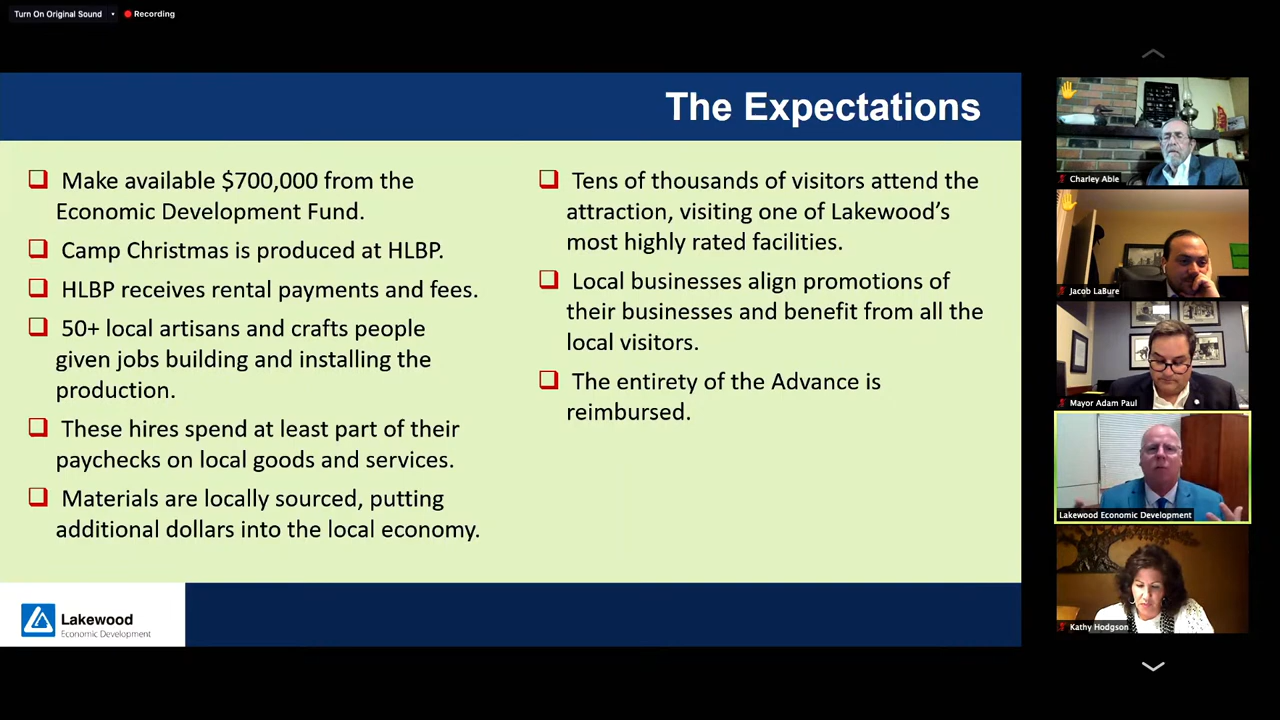 Turn On Original Sound
Recording
The Expectations
Make available $700,000 from the
Economic Development Fund.
Camp Christmas is produced at HLBP.
HLBP receives rental payments and fees.
50+ local artisans and crafts people
given jobs building and installing the
production.
These hires spend at least part of their
paychecks on local goods and services.
Materials are locally sourced, putting
additional dollars into the local economy.
Tens of thousands of visitors attend the
attraction, visiting one of Lakewood’s
most highly rated facilities.
Local businesses align promotions of
their businesses and benefit from all the
local visitors.
The entirety of the Advance is
reimbursed.
Lakewood
Economic Development
Charley Able
Jacob LaBure
Mayor Adam Paul
Lakewood Economic Development
Kathy Hodgson